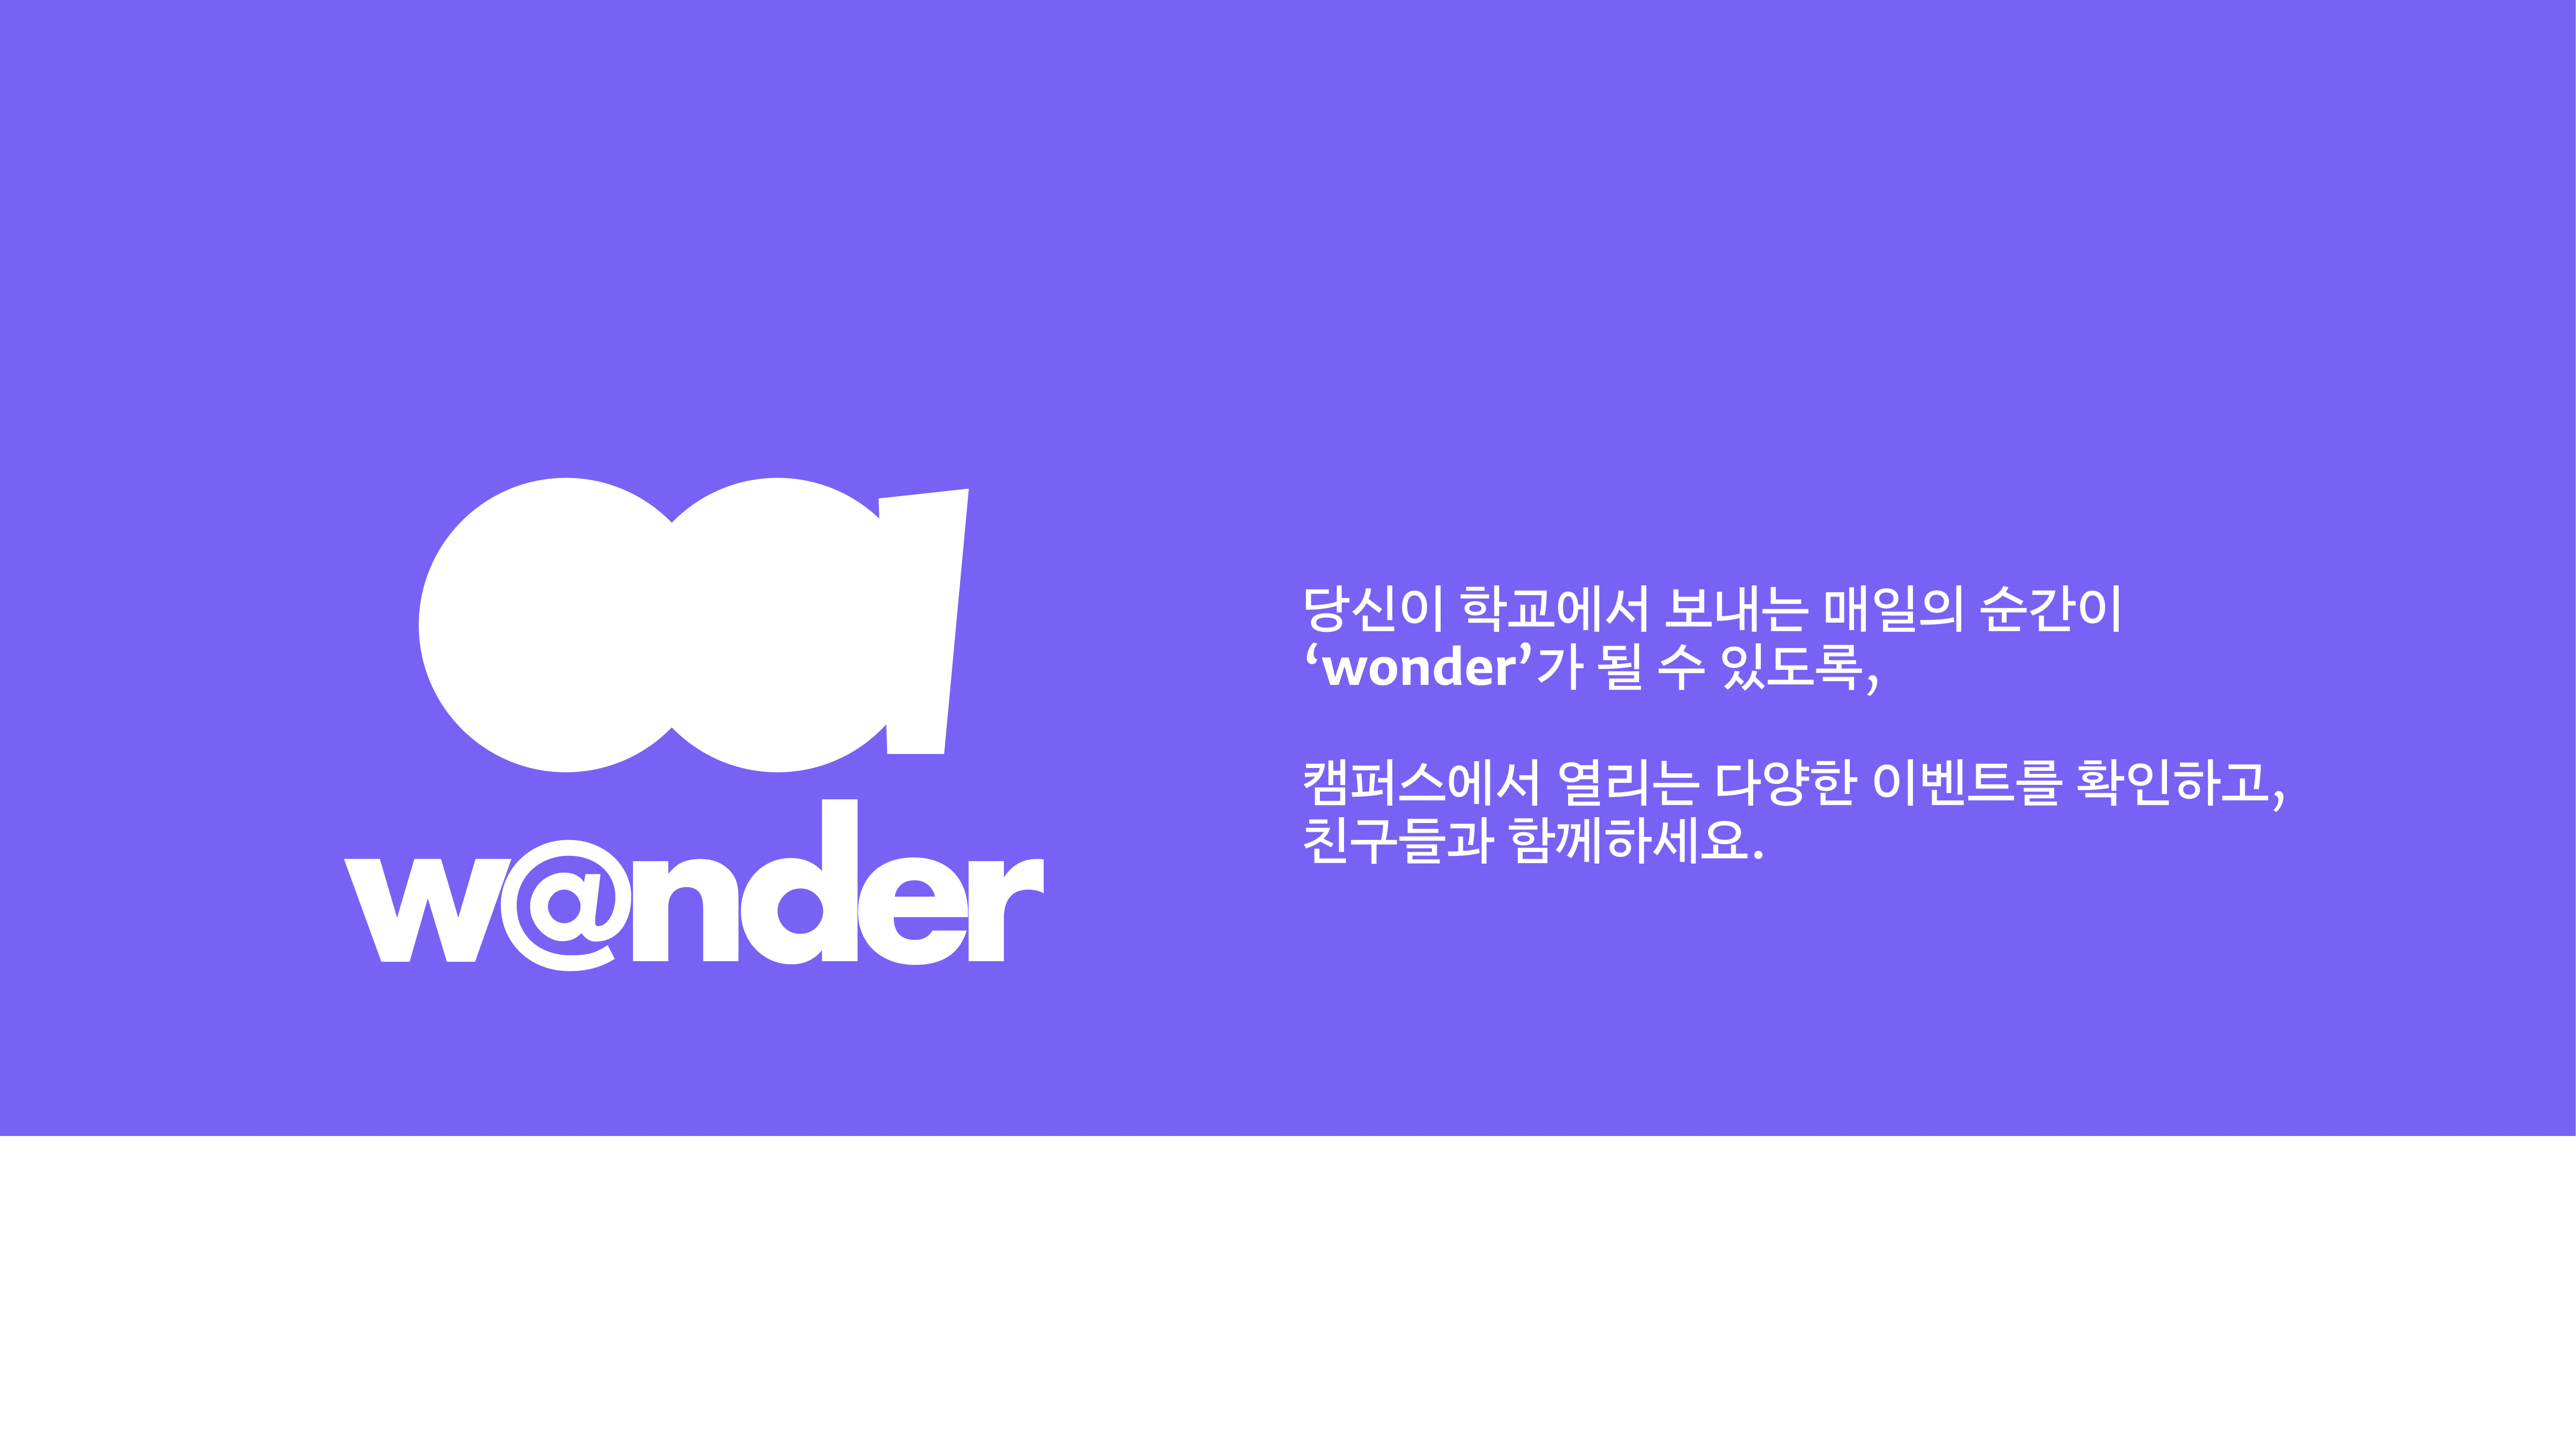 w@nder
당신이 학교에서 보내는 매일의 순간이
‘wonder’가 될 수 있도록,
캠퍼스에서 열리는 다양한 이벤트를 확인하고,
친구들과 함께하세요.